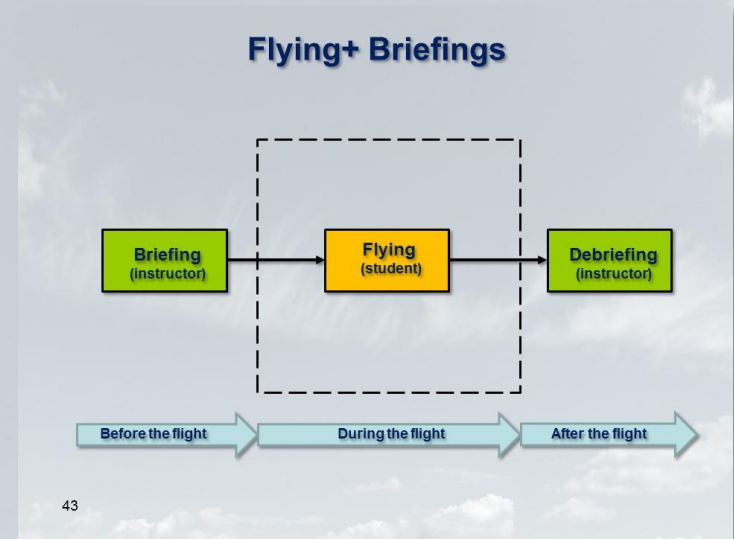 Flying+ Briefings
Briefing
(instructor)
Flying
(student)
Debriefing
(instructor)
Before the flight
During the flight
After the flight
43